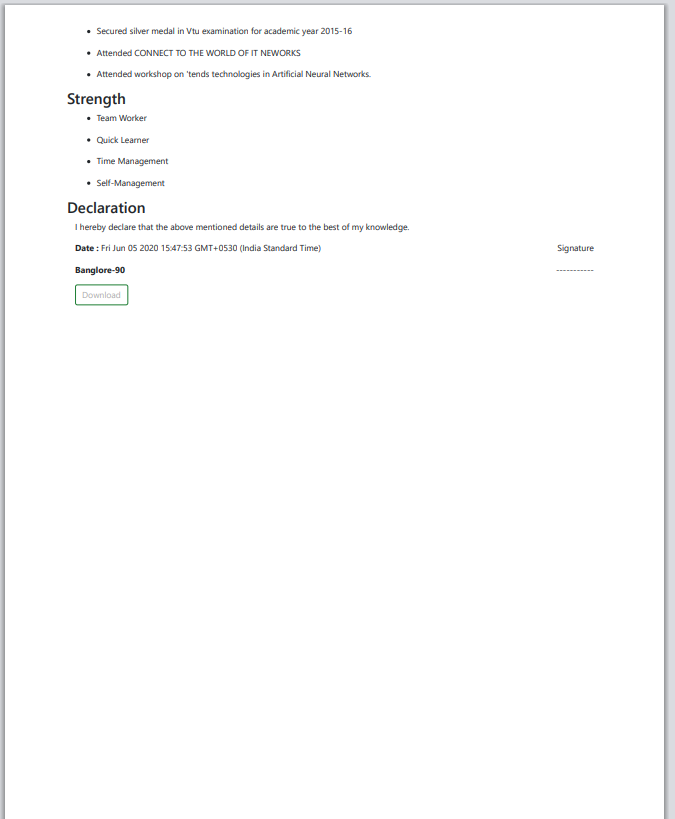 Secured silver medal in Vtu examination for academic year 2015-16
Attended CONNECT TO THE WORLD OF IT NEWORKS
Attended workshop on 'tends technologies in Artificial Neural Networks.
Strength
Team Worker
Quick Learner
Time Management
Self-Management
Declaration
I hereby declare that the above mentioned details are true to the best of my knowledge.
Date : Fri Jun 05 2020 15:47:53 GMT+0530 (India Standard Time) Signature
Banglore-90 -----------
Download